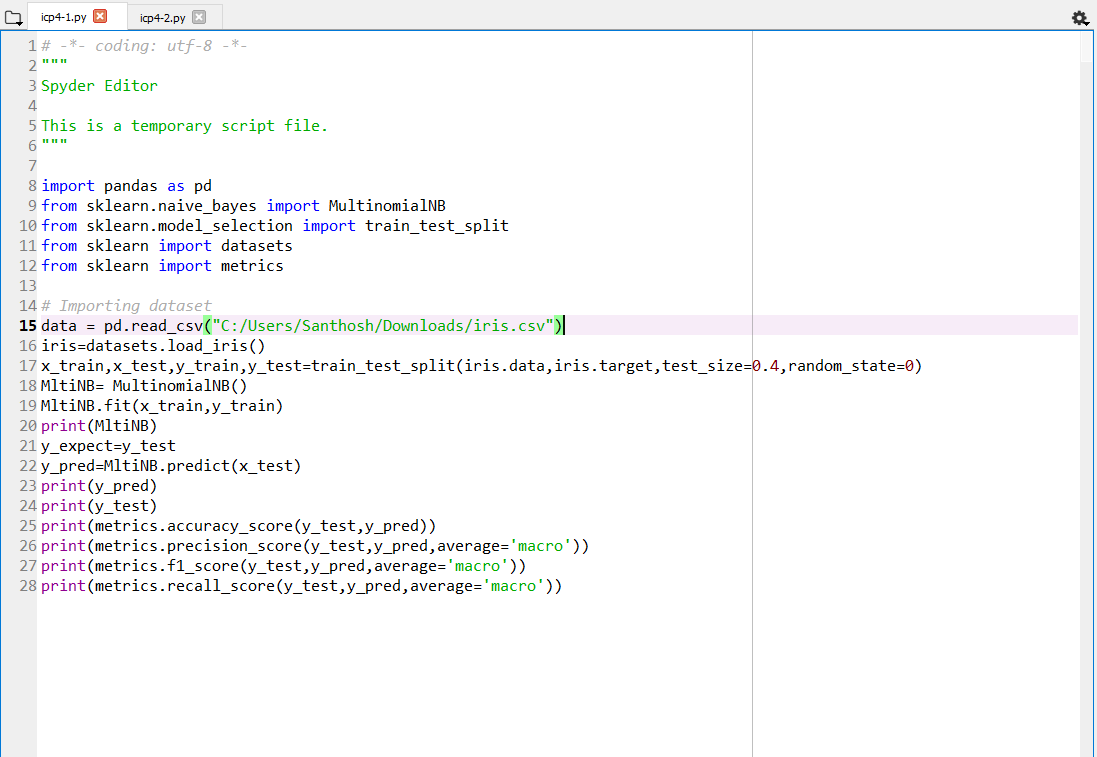 icp4-1.py icp4-2.py
1 # -*- coding: utf-8 -*-
2 """
3 Spyder Editor
4
5 This is a temporary script file.
6 """
7
8 import pandas as pd
9 from sklearn.naive_bayes import MultinomialNB
10 from sklearn.model_selection import train_test_split
11 from sklearn import datasets
12 from sklearn import metrics
13
14 # Importing dataset
15 data = pd.read_csv("C:/Users/Santhosh/Downloads/iris.csv")
16 iris=datasets.load_iris()
17 x_train,x_test,y_train,y_test=train_test_split(iris.data,iris.target,test_size=0.4,random_state=0)
18 MltiNB= MultinomialNB()
19 MltiNB.fit(x_train,y_train)
20 print(MltiNB)
21 y_expect=y_test
22 y_pred=MltiNB.predict(x_test)
23 print(y_pred)
24 print(y_test)
25 print(metrics.accuracy_score(y_test,y_pred))
26 print(metrics.precision_score(y_test,y_pred,average='macro'))
27 print(metrics.f1_score(y_test,y_pred,average='macro'))
28 print(metrics.recall_score(y_test,y_pred,average='macro'))